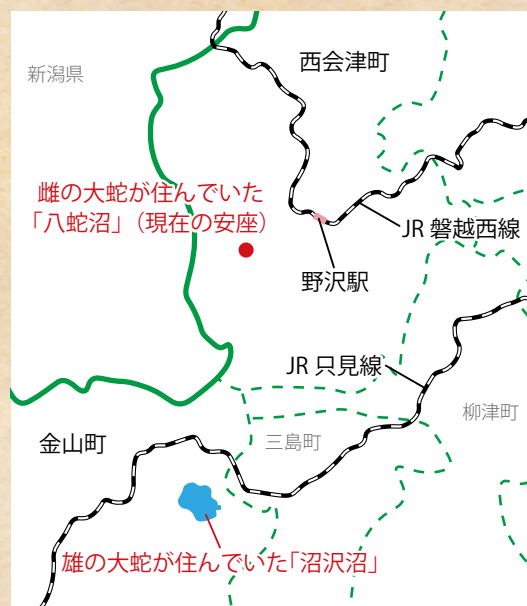 新潟県
西会津町
雌の大蛇が住んでいた
「八蛇沼」（現在の安座）
JR 磐越西線
野沢駅
JR 只見線
柳津町
金山町
三島町
雄の大蛇が住んでいた「沼沢沼」